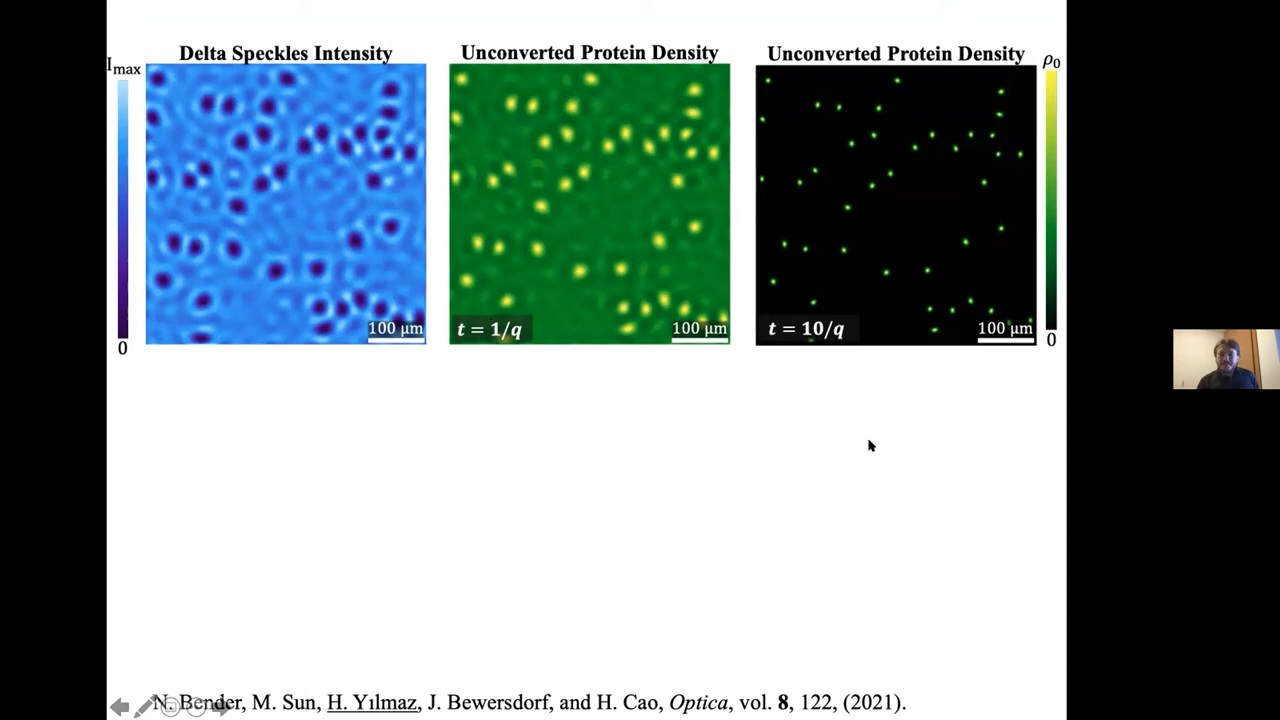 Delta Speckles Intensity
Unconverted Protein Density
Unconverted Protein Density
Imax
ρ0
100 μm
t = 1/q
100 μm
t = 10/q
100 μm
0
0
N. Bender, M. Sun, H. Yılmaz, J. Bewersdorf, and H. Cao, Optica, vol. 8, 122, (2021).